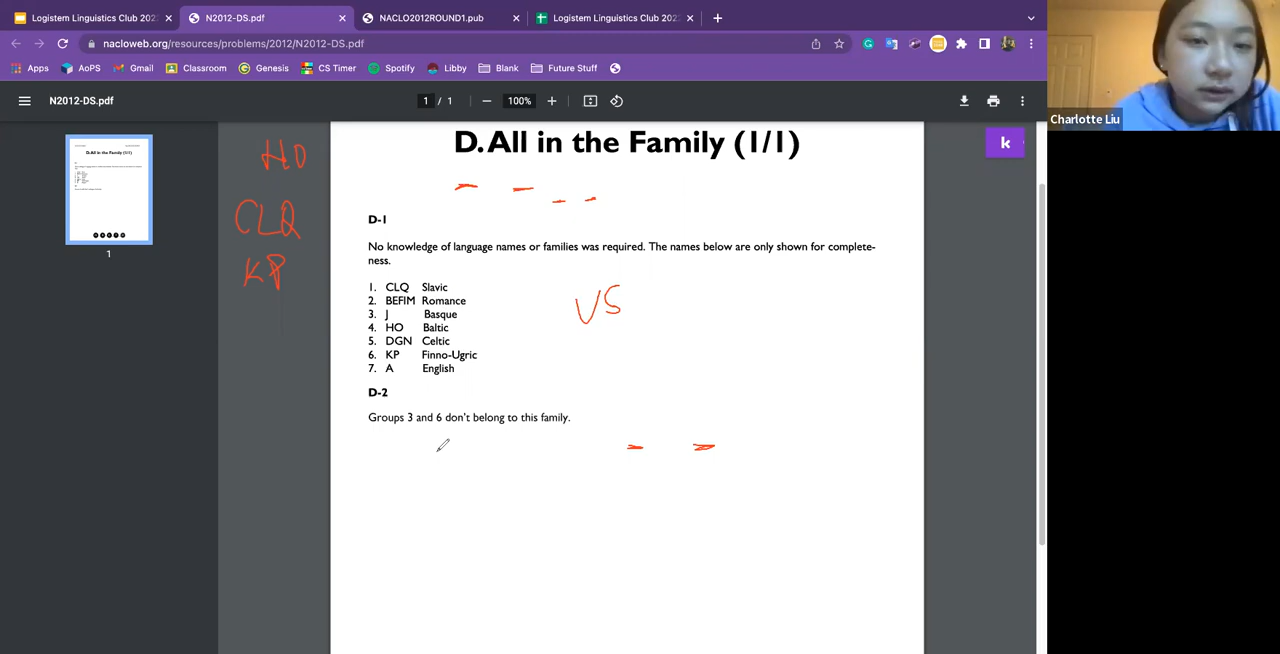 Logistem Linguistics Club 202
N2012-DS.pdf
NACLO2012ROUND1.pub
Logistem Linguistics Club 202
nacloweb.org/resources/problems/2012/N2012-DS.pdf
Apps AoPS Gmail Classroom Genesis CS Timer Spotify Libby Blank Future Stuff
N2012-DS.pdf
1 / 1
100%
Charlotte Liu
D. All in the Family (1/1)
k
HO
CLQ
KP
1
D-1
No knowledge of language names or families was required. The names below are only shown for complete-
ness.
1. CLQ Slavic
2. BEFIM Romance
3. J Basque
4. HO Baltic
5. DGN Celtic
6. KP Finno-Ugric
7. A English
VS
D-2
Groups 3 and 6 don't belong to this family.